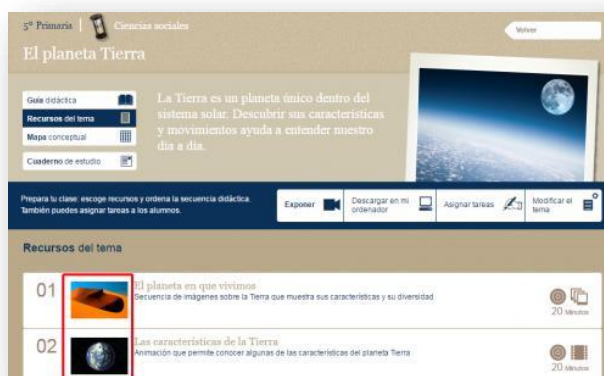 5º Primaria | Ciencias sociales
Volver
El planeta Tierra
Guía didáctica
Recursos del tema
Mapa conceptual
Cuaderno de estudio
La Tierra es un planeta único dentro del
sistema solar. Descubrir sus características
y movimientos ayuda a entender nuestro
día a día.
Prepara tu clase: escoge recursos y ordena la secuencia didáctica.
También puedes asignar tareas a los alumnos.
Exponer
Descargar en mi
ordenador
Asignar tareas
Modificar el
tema
Recursos del tema
01
El planeta en que vivimos
Secuencia de imágenes sobre la Tierra que muestra sus características y su diversidad
20 Minutos
02
Las características de la Tierra
Animación que permite conocer algunas de las características del planeta Tierra
20 Minutos